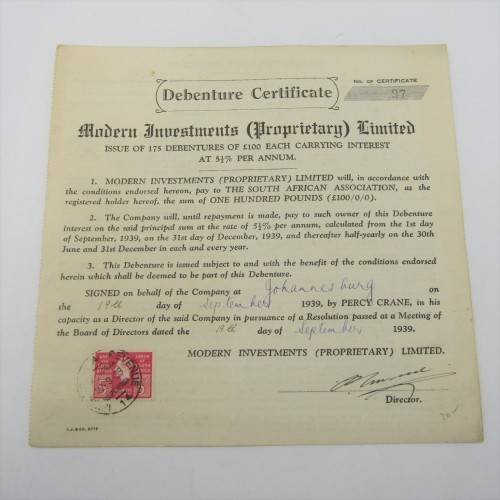 No. OF CERTIFICATE
97
Debenture Certificate
Modern Investments (Proprietary) Limited
ISSUE OF 175 DEBENTURES OF £100 EACH CARRYING INTEREST
AT 5½% PER ANNUM.
1. MODERN INVESTMENTS (PROPRIETARY) LIMITED will, in accordance with
the conditions endorsed hereon, pay to THE SOUTH AFRICAN ASSOCIATION, as
registered holder hereof, the sum of ONE HUNDRED POUNDS (£100/0/0).
2. The Company will, until repayment is made, pay to such owner of this Debenture
interest on the said principal sum at the rate of 5½% per annum, calculated from the 1st day
of September, 1939, on the 31st day of December, 1939, and thereafter half-yearly on the 30th
June and 31st December in each and every year.
3. This Debenture is issued subject to and with the benefit of the conditions endorsed
herein which shall be deemed to be part of this Debenture.
SIGNED on behalf of the Company at Johannesburg on
the 19th day of September 1939, by PERCY CRANE, in his
capacity as a Director of the said Company in pursuance of a Resolution passed at a Meeting of
the Board of Directors dated the 19th day of September 1939.
MODERN INVESTMENTS (PROPRIETARY) LIMITED.
Director.